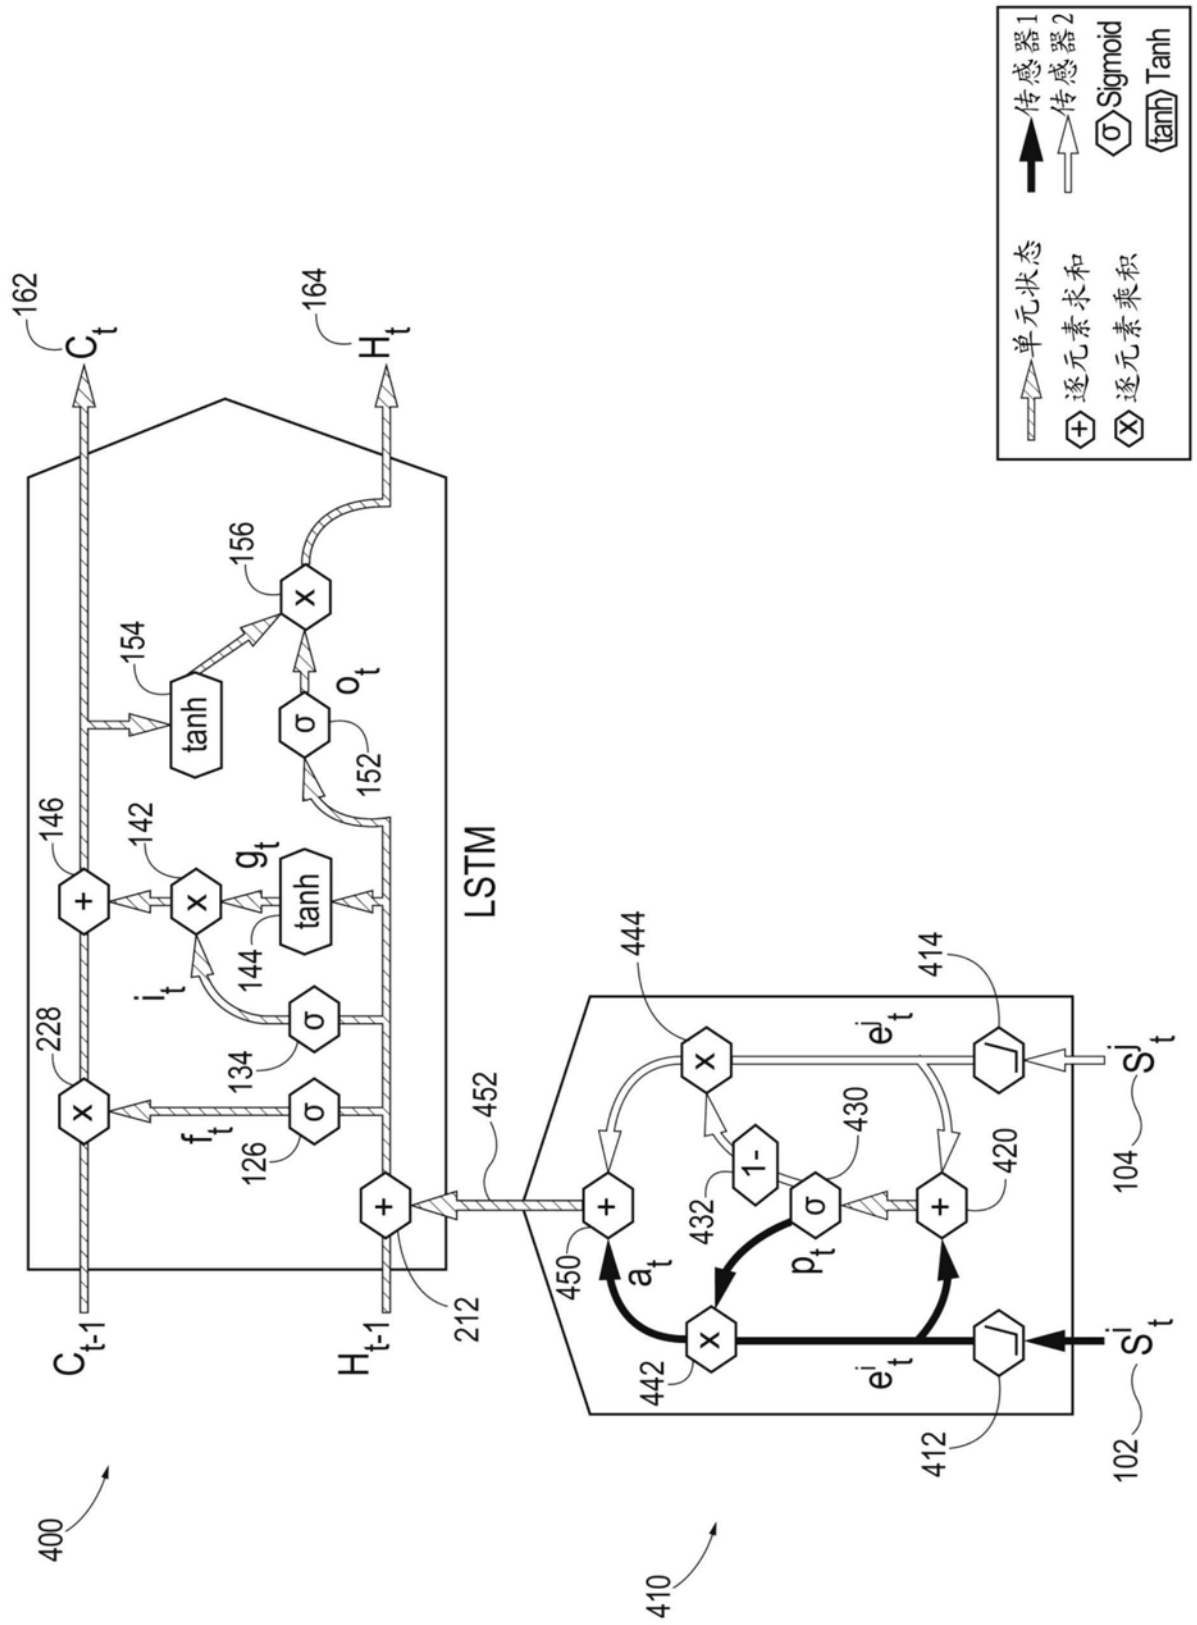 400
C_{t-1}
228
x
146
+
162
C_t
f_t
126
σ
i_t
134
σ
142
x
g_t
144
tanh
154
tanh
156
x
152
σ
o_t
164
H_t
H_{t-1}
212
+
LSTM
410
452
450
+
a_t
444
x
442
x
432
1-
430
σ
p_t
420
+
e^i_t
e^j_t
412
414
102
S^i_t
104
S^j_t
单元状态
传感器1
+ 逐元素求和
传感器2
x 逐元素乘积
σ Sigmoid
tanh Tanh